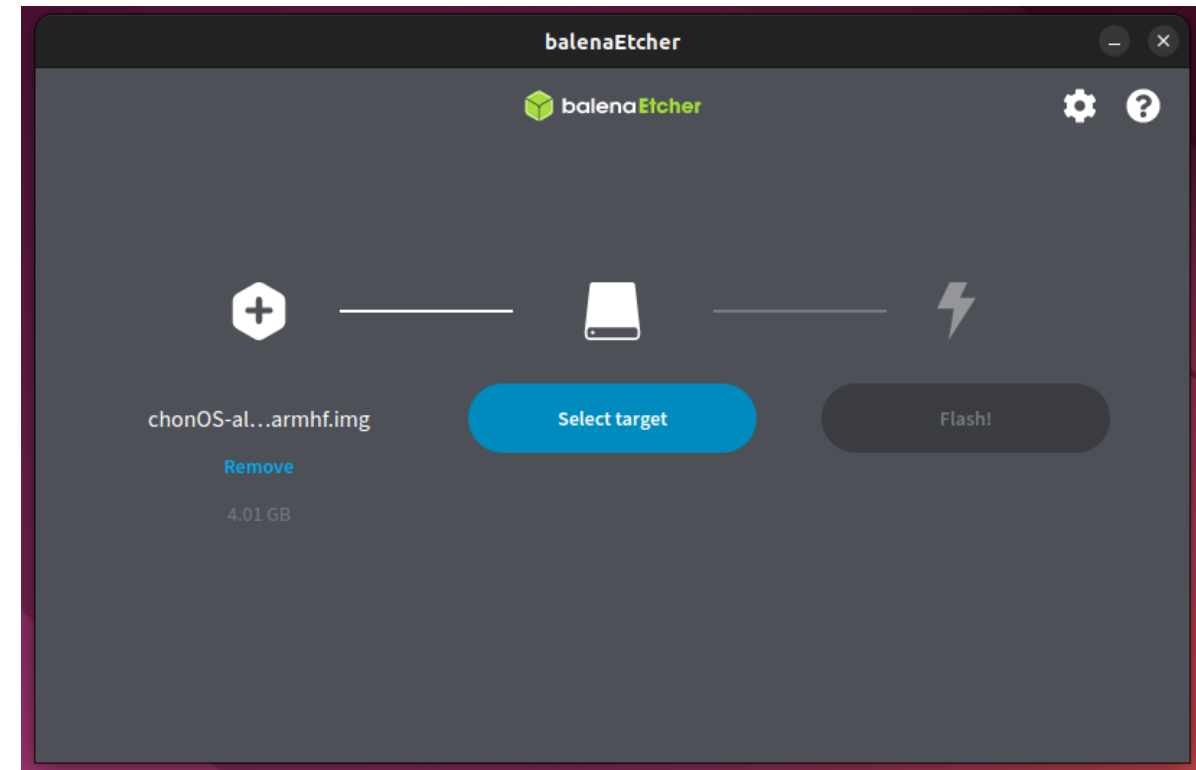 balenaEtcher
balenaEtcher
chonOS-al...armhf.img
Select target
Flash!
Remove
4.01 GB